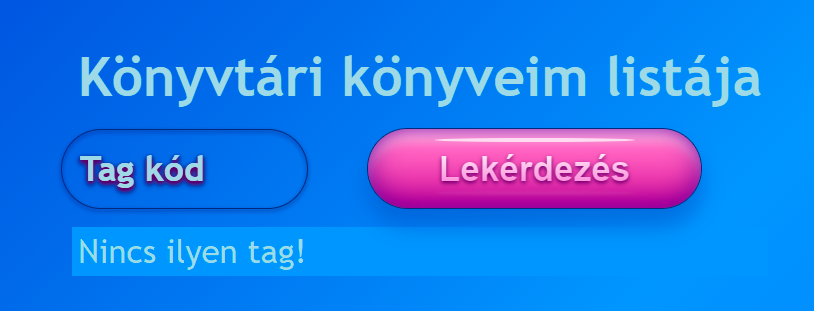 Könyvtári könyveim listája
Tag kód
Lekérdezés
Nincs ilyen tag!